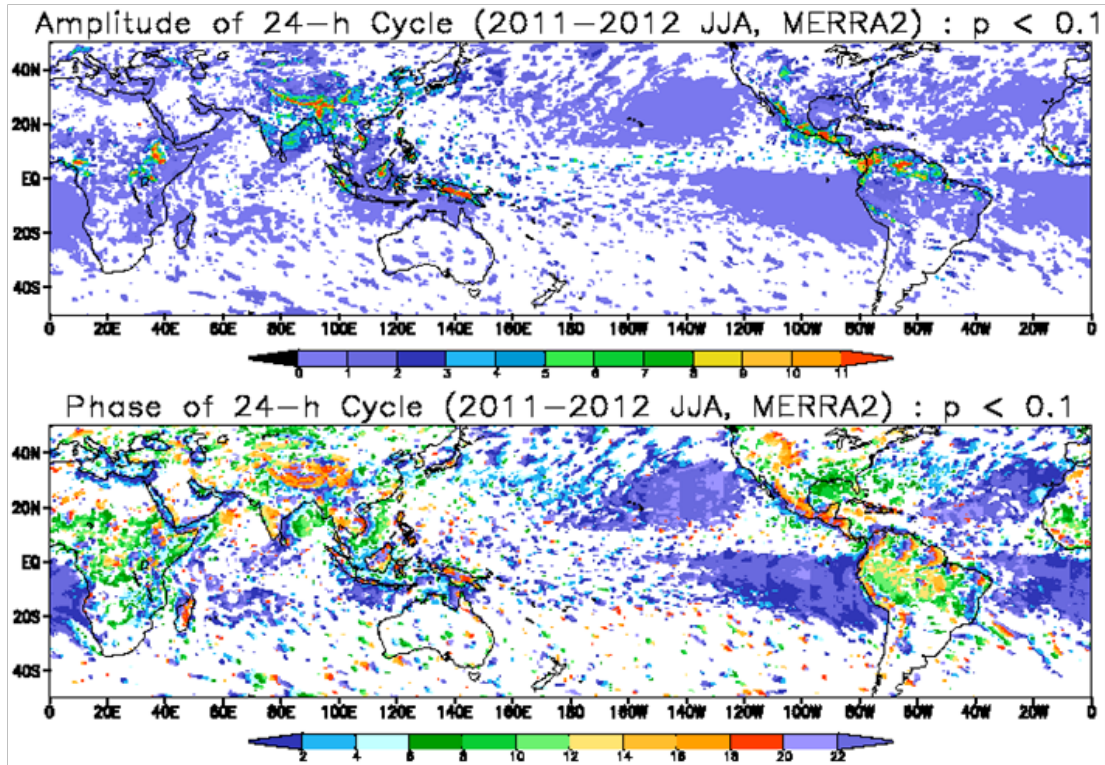 Amplitude of 24-h Cycle (2011-2012 JJA, MERRA2) : p < 0.1
40N
20N
EQ
20S
40S
0 20E 40E 60E 80E 100E 120E 140E 160E 180 160W 140W 120W 100W 80W 60W 40W 20W 0
0 1 2 3 4 5 6 7 8 9 10 11
Phase of 24-h Cycle (2011-2012 JJA, MERRA2) : p < 0.1
40N
20N
EQ
20S
40S
0 20E 40E 60E 80E 100E 120E 140E 160E 180 160W 140W 120W 100W 80W 60W 40W 20W 0
2 4 6 8 10 12 14 16 18 20 22